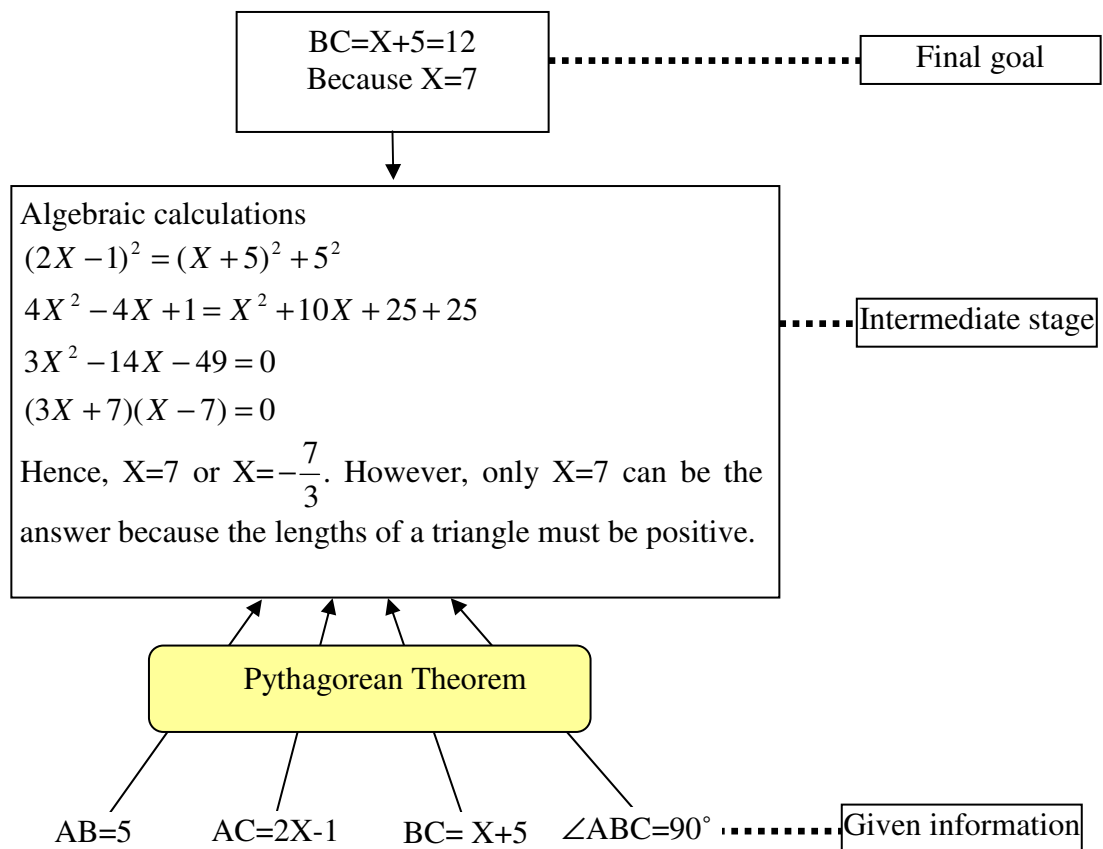 BC=X+5=12
Because X=7
Final goal
Algebraic calculations
(2X−1)² = (X+5)² + 5²
4X² − 4X + 1 = X² + 10X + 25 + 25
3X² − 14X − 49 = 0
(3X + 7)(X − 7) = 0
Hence, X=7 or X=−7/3. However, only X=7 can be the
answer because the lengths of a triangle must be positive.
Intermediate stage
Pythagorean Theorem
AB=5 AC=2X-1 BC= X+5 ∠ABC=90° Given information